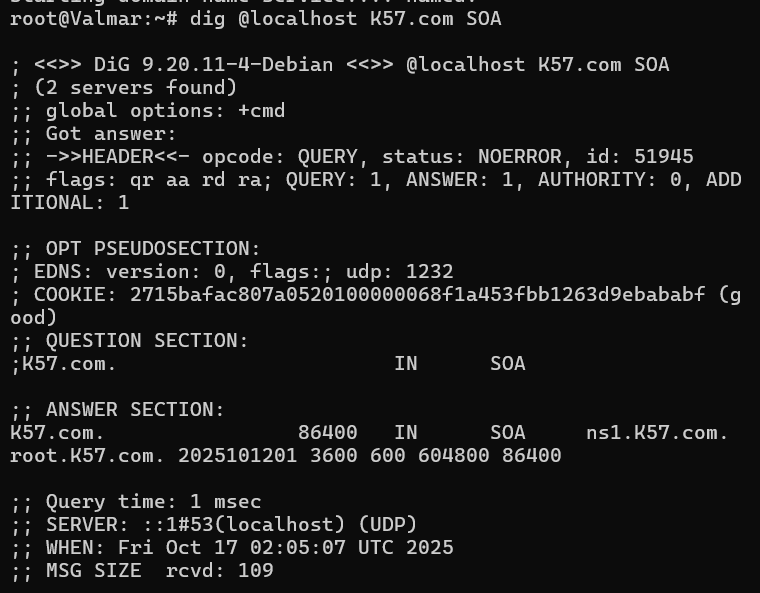 root@Valmar:~# dig @localhost K57.com SOA

; <<>> DiG 9.20.11-4-Debian <<>> @localhost K57.com SOA
; (2 servers found)
;; global options: +cmd
;; Got answer:
;; ->>HEADER<<- opcode: QUERY, status: NOERROR, id: 51945
;; flags: qr aa rd ra; QUERY: 1, ANSWER: 1, AUTHORITY: 0, ADD
ITIONAL: 1

;; OPT PSEUDOSECTION:
; EDNS: version: 0, flags:; udp: 1232
; COOKIE: 2715bafac807a0520100000068f1a453fbb1263d9ebababf (g
ood)
;; QUESTION SECTION:
;K57.com.                       IN      SOA

;; ANSWER SECTION:
K57.com.                86400   IN      SOA     ns1.K57.com.
root.K57.com. 2025101201 3600 600 604800 86400

;; Query time: 1 msec
;; SERVER: ::1#53(localhost) (UDP)
;; WHEN: Fri Oct 17 02:05:07 UTC 2025
;; MSG SIZE  rcvd: 109